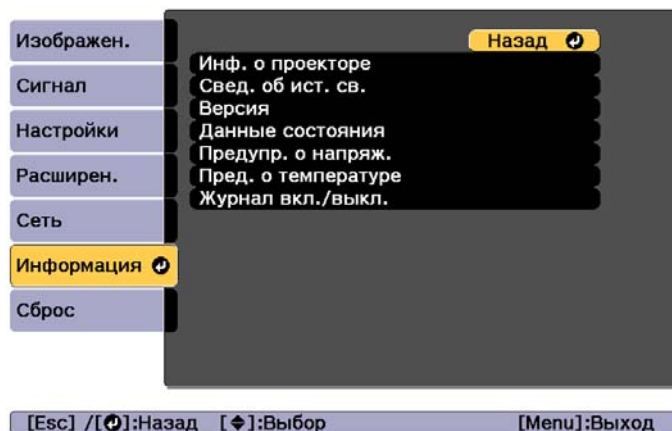 Изображен.
Сигнал
Настройки
Расширен.
Сеть
Информация
Сброс
Назад
Инф. о проекторе
Свед. об ист. св.
Версия
Данные состояния
Предупр. о напряж.
Пред. о температуре
Журнал вкл./выкл.
[Esc] /[⏎]:Назад [◆]:Выбор [Menu]:Выход